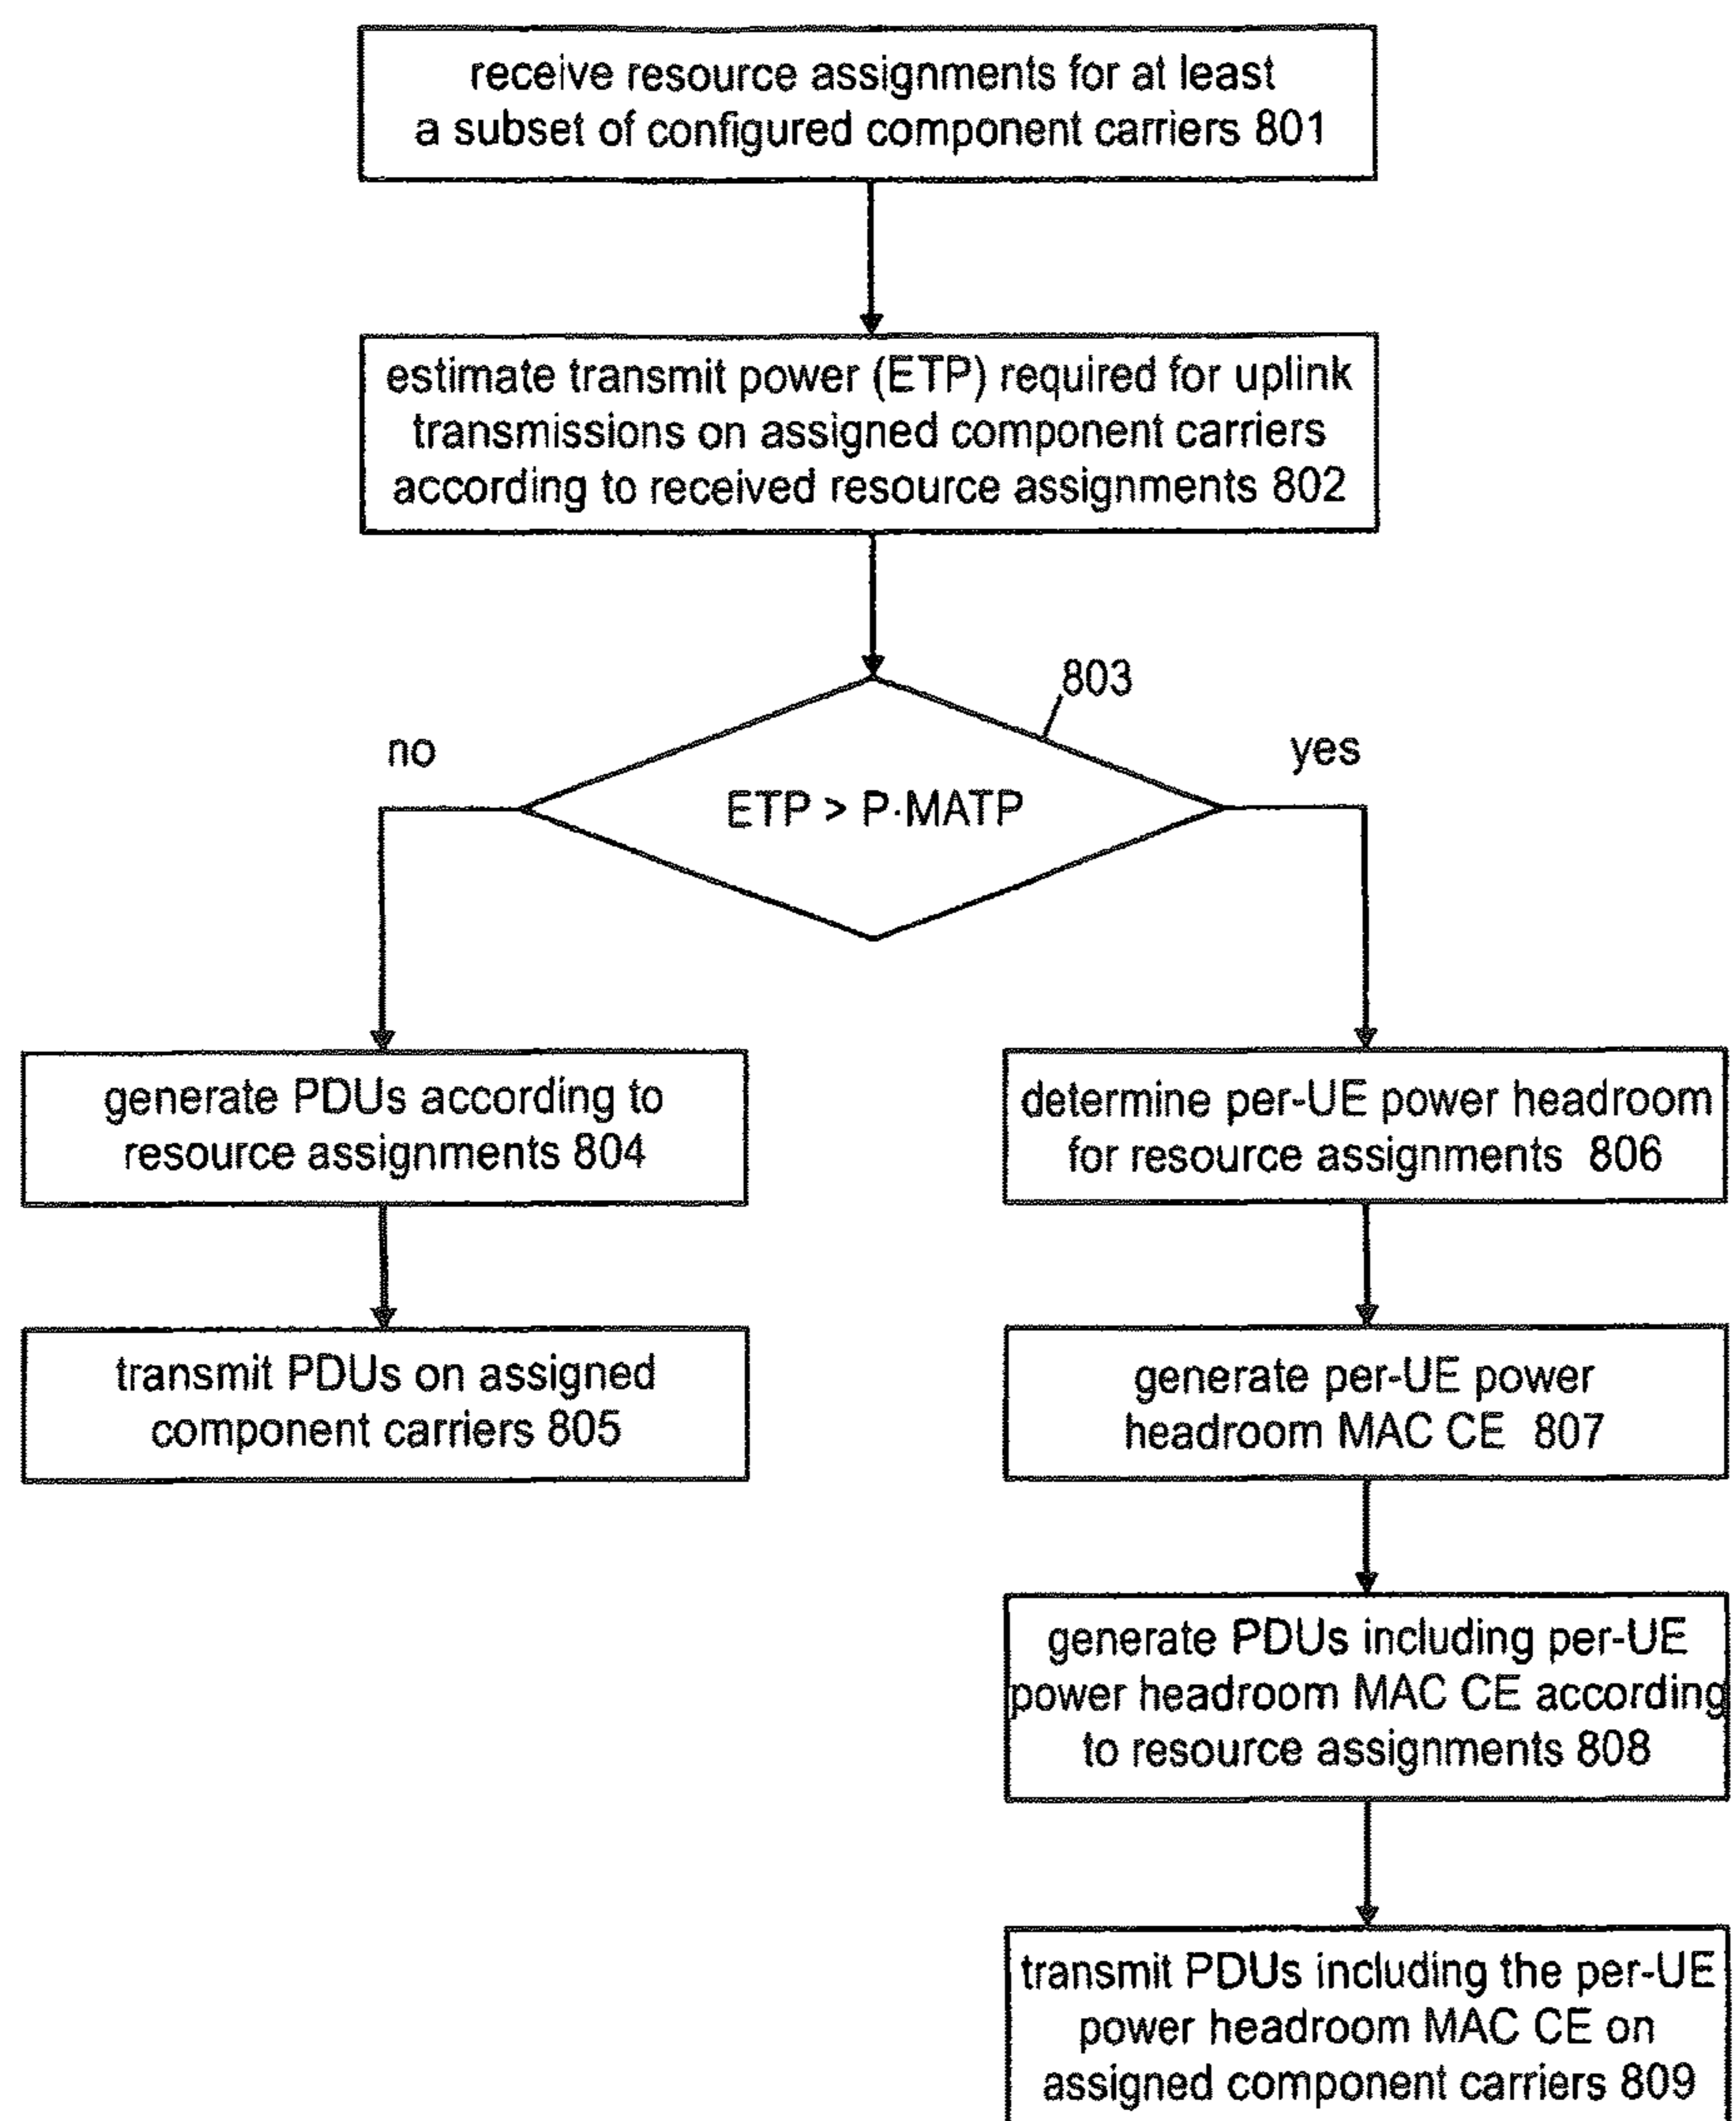 receive resource assignments for at least
a subset of configured component carriers 801
estimate transmit power (ETP) required for uplink
transmissions on assigned component carriers
according to received resource assignments 802
803
no
yes
ETP > P·MATP
generate PDUs according to
resource assignments 804
transmit PDUs on assigned
component carriers 805
determine per-UE power headroom
for resource assignments 806
generate per-UE power
headroom MAC CE 807
generate PDUs including per-UE
power headroom MAC CE according
to resource assignments 808
transmit PDUs including the per-UE
power headroom MAC CE on
assigned component carriers 809